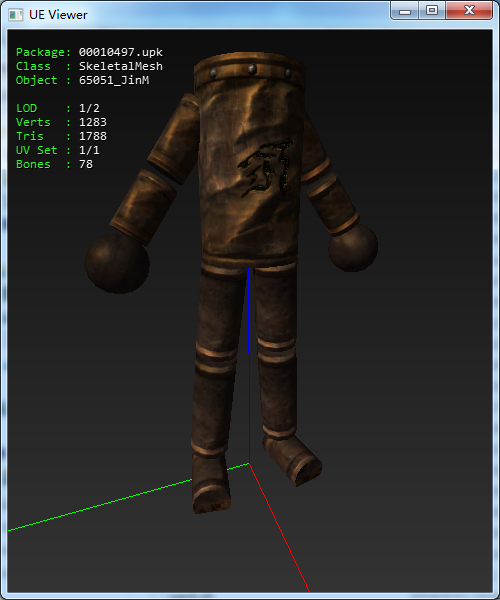 UE Viewer
Package: 00010497.upk
Class : SkeletalMesh
Object : 65051_JinM
LOD : 1/2
Verts : 1283
Tris : 1788
UV Set : 1/1
Bones : 78